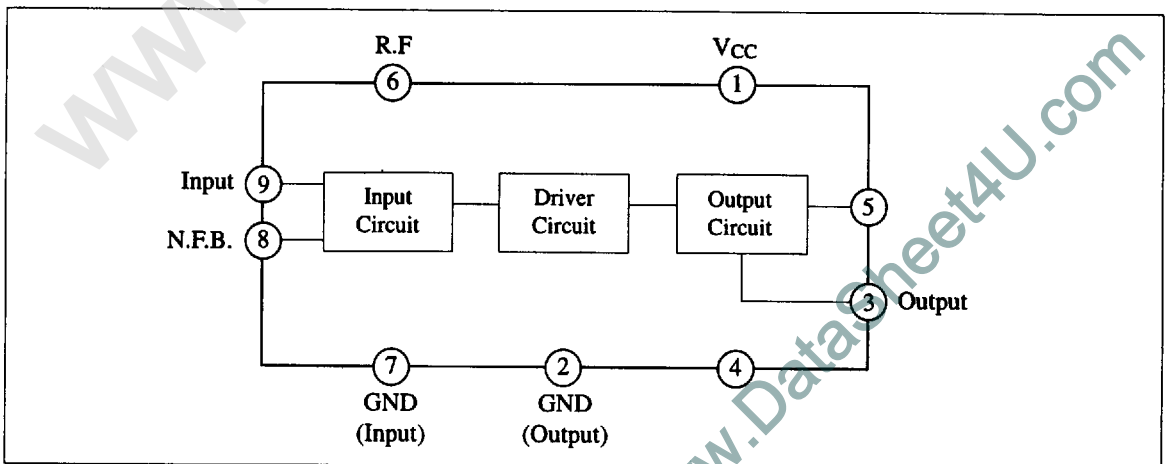 R.F
VCC
6
1
Input
9
Input
Circuit
Driver
Circuit
Output
Circuit
5
N.F.B.
8
3
Output
7
2
4
GND
(Input)
GND
(Output)
www.DataSheet4U.com